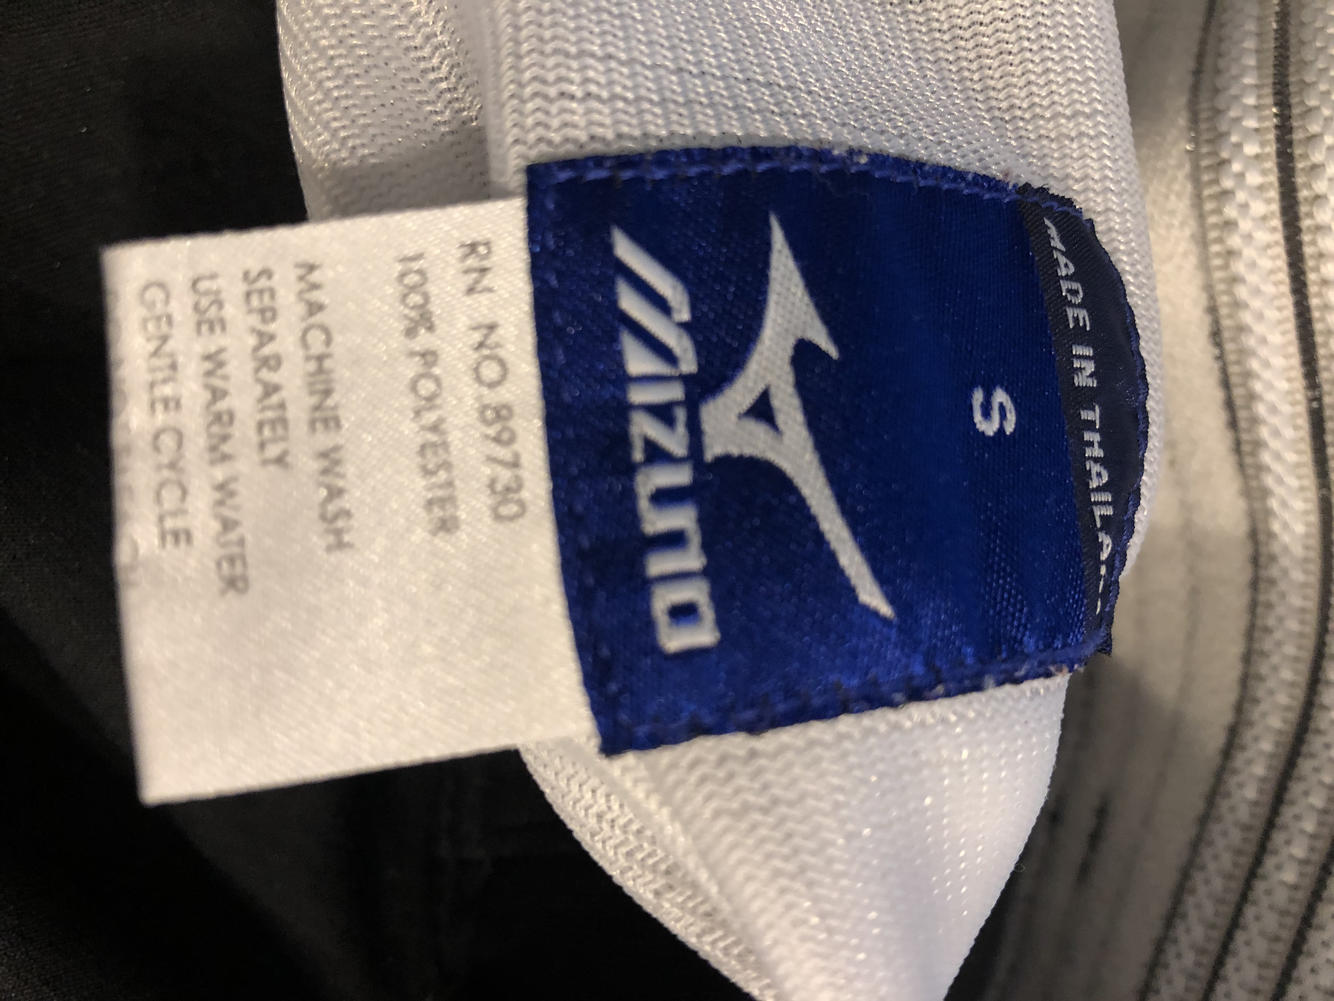 MADE IN THAILA
S
MIZUNO
RN NO.89730
100% POLYESTER
MACHINE WASH
SEPARATELY
USE WARM WATER
GENTLE CYCLE